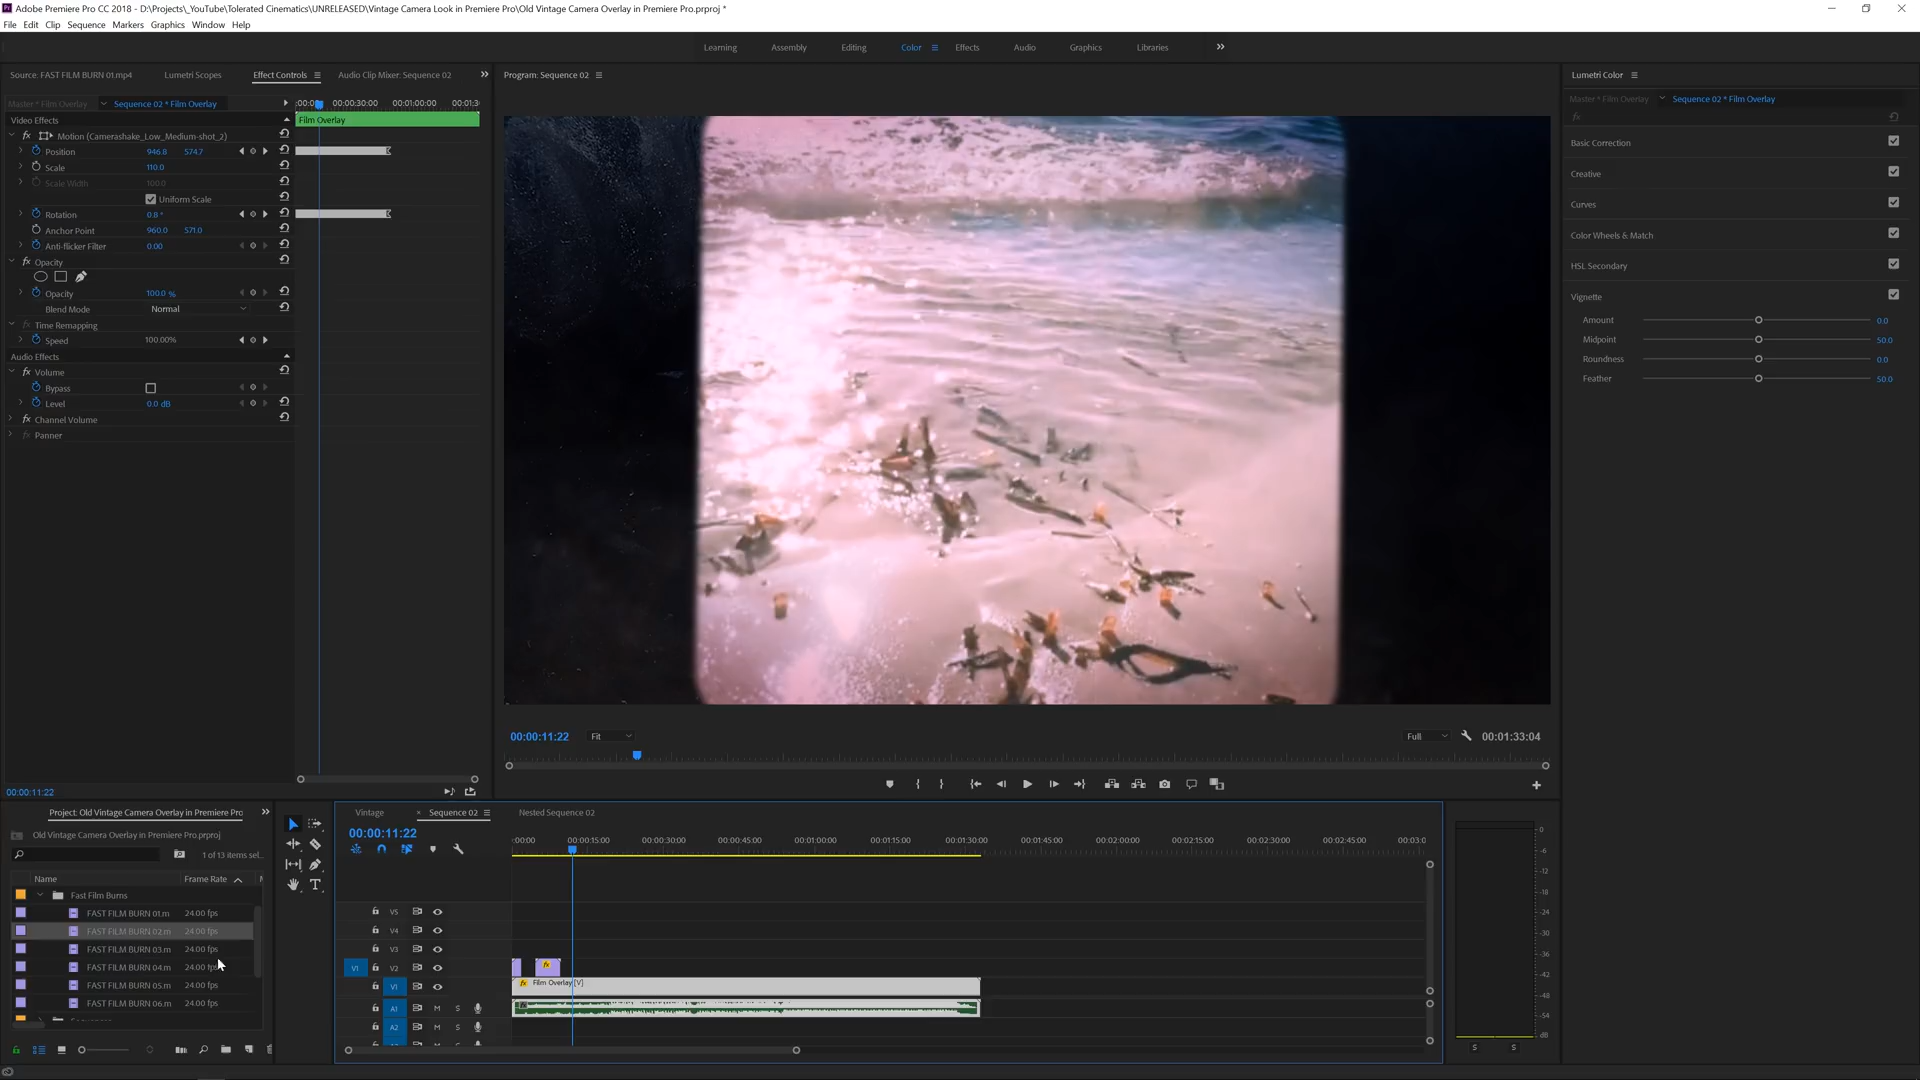 Adobe Premiere Pro CC 2018 - D:\Projects\_YouTube\Tolerated Cinematics\UNRELEASED\Vintage Camera Look in Premiere Pro\Old Vintage Camera Overlay in Premiere Pro.prproj *
File Edit Clip Sequence Markers Graphics Window Help
Learning Assembly Editing Color Effects Audio Graphics Libraries
Source: FAST FILM BURN 01.mp4 Lumetri Scopes Effect Controls Audio Clip Mixer: Sequence 02
Program: Sequence 02
Lumetri Color
Master * Film Overlay Sequence 02 * Film Overlay
;00:00 00:00:30:00 00:01:00:00 00:01:3
Master * Film Overlay Sequence 02 * Film Overlay
Video Effects
Film Overlay
fx Motion (Camerashake_Low_Medium-shot_2)
Position 946.8 574.7
Scale 110.0
Scale Width 100.0
Uniform Scale
Rotation 0.8 °
Anchor Point 960.0 571.0
Anti-flicker Filter 0.00
fx Opacity
Opacity 100.0 %
Blend Mode Normal
Time Remapping
Speed 100.00%
Audio Effects
fx Volume
Bypass
Level 0.0 dB
fx Channel Volume
Panner
fx
Basic Correction
Creative
Curves
Color Wheels & Match
HSL Secondary
Vignette
Amount 0.0
Midpoint 50.0
Roundness 0.0
Feather 50.0
00:00:11:22 Fit Full 00:01:33:04
00:00:11:22
Project: Old Vintage Camera Overlay in Premiere Pro
Old Vintage Camera Overlay in Premiere Pro.prproj
1 of 13 items sel...
Name Frame Rate
Fast Film Burns
FAST FILM BURN 01.m 24.00 fps
FAST FILM BURN 02.m 24.00 fps
FAST FILM BURN 03.m 24.00 fps
FAST FILM BURN 04.m 24.00 fps
FAST FILM BURN 05.m 24.00 fps
FAST FILM BURN 06.m 24.00 fps
Vintage × Sequence 02 Nested Sequence 02
00:00:11:22
:00:00 00:00:15:00 00:00:30:00 00:00:45:00 00:01:00:00 00:01:15:00 00:01:30:00 00:01:45:00 00:02:00:00 00:02:15:00 00:02:30:00 00:02:45:00 00:03:0
V5
V4
V3
V1 V2 fx
V1 fx Film Overlay [V]
A1 M S
A2 M S
0
-6
-12
-18
-24
-30
-36
-42
-48
-54
dB
S S